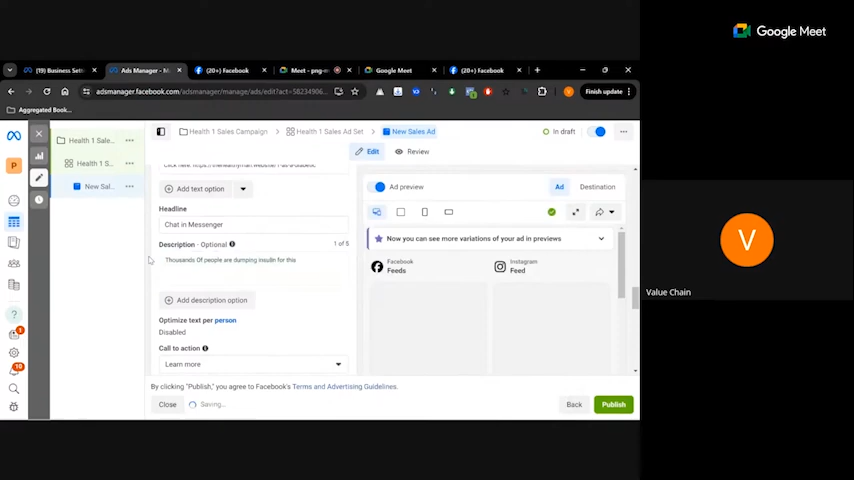 Google Meet
(19) Business Setti
Ads Manager - M
(20+) Facebook
Meet - png-m
Google Meet
(20+) Facebook
adsmanager.facebook.com/adsmanager/manage/ads/edit?act=58234906...
Finish update
Aggregated Book...
Health 1 Sale...
Health 1 S...
New Sal...
Health 1 Sales Campaign
Health 1 Sales Ad Set
New Sales Ad
In draft
Edit
Review
Add text option
Headline
Chat in Messenger
Description - Optional
1 of 5
Thousands Of people are dumping insulin for this
Add description option
Optimize text per person
Disabled
Call to action
Learn more
Ad preview
Ad
Destination
Now you can see more variations of your ad in previews
Facebook
Feeds
Instagram
Feed
By clicking "Publish," you agree to Facebook's Terms and Advertising Guidelines.
Close
Saving...
Back
Publish
P
1
10
V
Value Chain